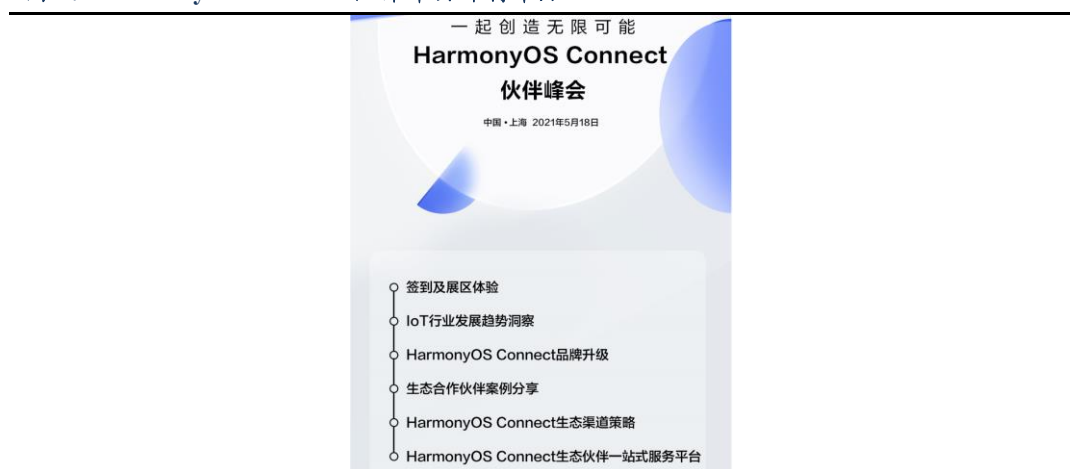 一起创造无限可能
HarmonyOS Connect
伙伴峰会
中国·上海 2021年5月18日
签到及展区体验
IoT行业发展趋势洞察
HarmonyOS Connect品牌升级
生态合作伙伴案例分享
HarmonyOS Connect生态渠道策略
HarmonyOS Connect生态伙伴一站式服务平台